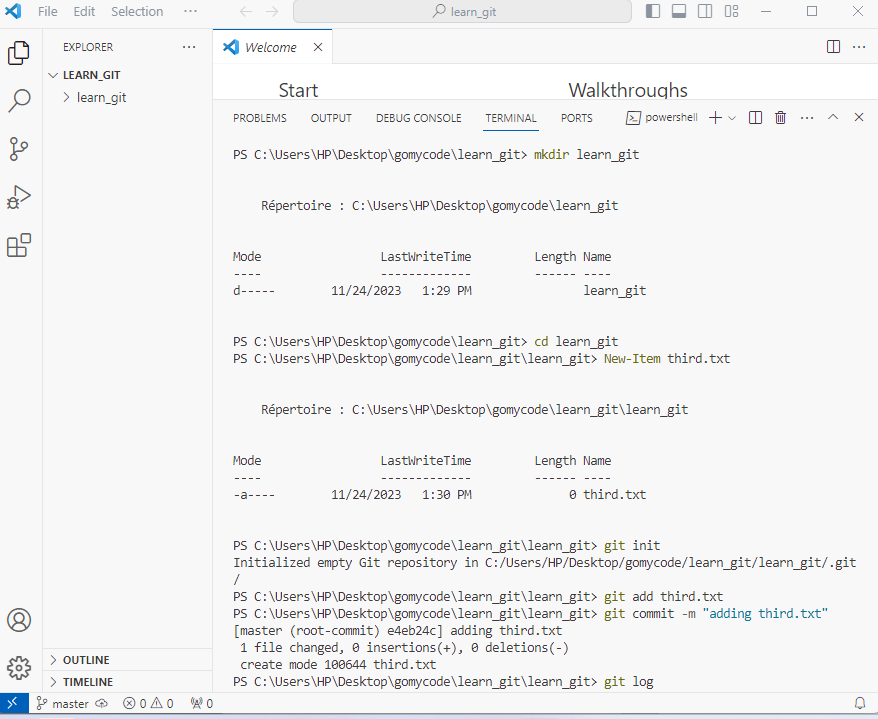 File Edit Selection ··· learn_git
EXPLORER ···
Welcome
LEARN_GIT
learn_git
Start Walkthroughs
PROBLEMS OUTPUT DEBUG CONSOLE TERMINAL PORTS powershell
PS C:\Users\HP\Desktop\gomycode\learn_git> mkdir learn_git
Répertoire : C:\Users\HP\Desktop\gomycode\learn_git
Mode LastWriteTime Length Name
---- ------------- ------ ----
d----- 11/24/2023 1:29 PM learn_git
PS C:\Users\HP\Desktop\gomycode\learn_git> cd learn_git
PS C:\Users\HP\Desktop\gomycode\learn_git\learn_git> New-Item third.txt
Répertoire : C:\Users\HP\Desktop\gomycode\learn_git\learn_git
Mode LastWriteTime Length Name
---- ------------- ------ ----
-a---- 11/24/2023 1:30 PM 0 third.txt
PS C:\Users\HP\Desktop\gomycode\learn_git\learn_git> git init
Initialized empty Git repository in C:/Users/HP/Desktop/gomycode/learn_git/learn_git/.git
/
PS C:\Users\HP\Desktop\gomycode\learn_git\learn_git> git add third.txt
PS C:\Users\HP\Desktop\gomycode\learn_git\learn_git> git commit -m "adding third.txt"
[master (root-commit) e4eb24c] adding third.txt
1 file changed, 0 insertions(+), 0 deletions(-)
create mode 100644 third.txt
PS C:\Users\HP\Desktop\gomycode\learn_git\learn_git> git log
OUTLINE
TIMELINE
master 0 0 0